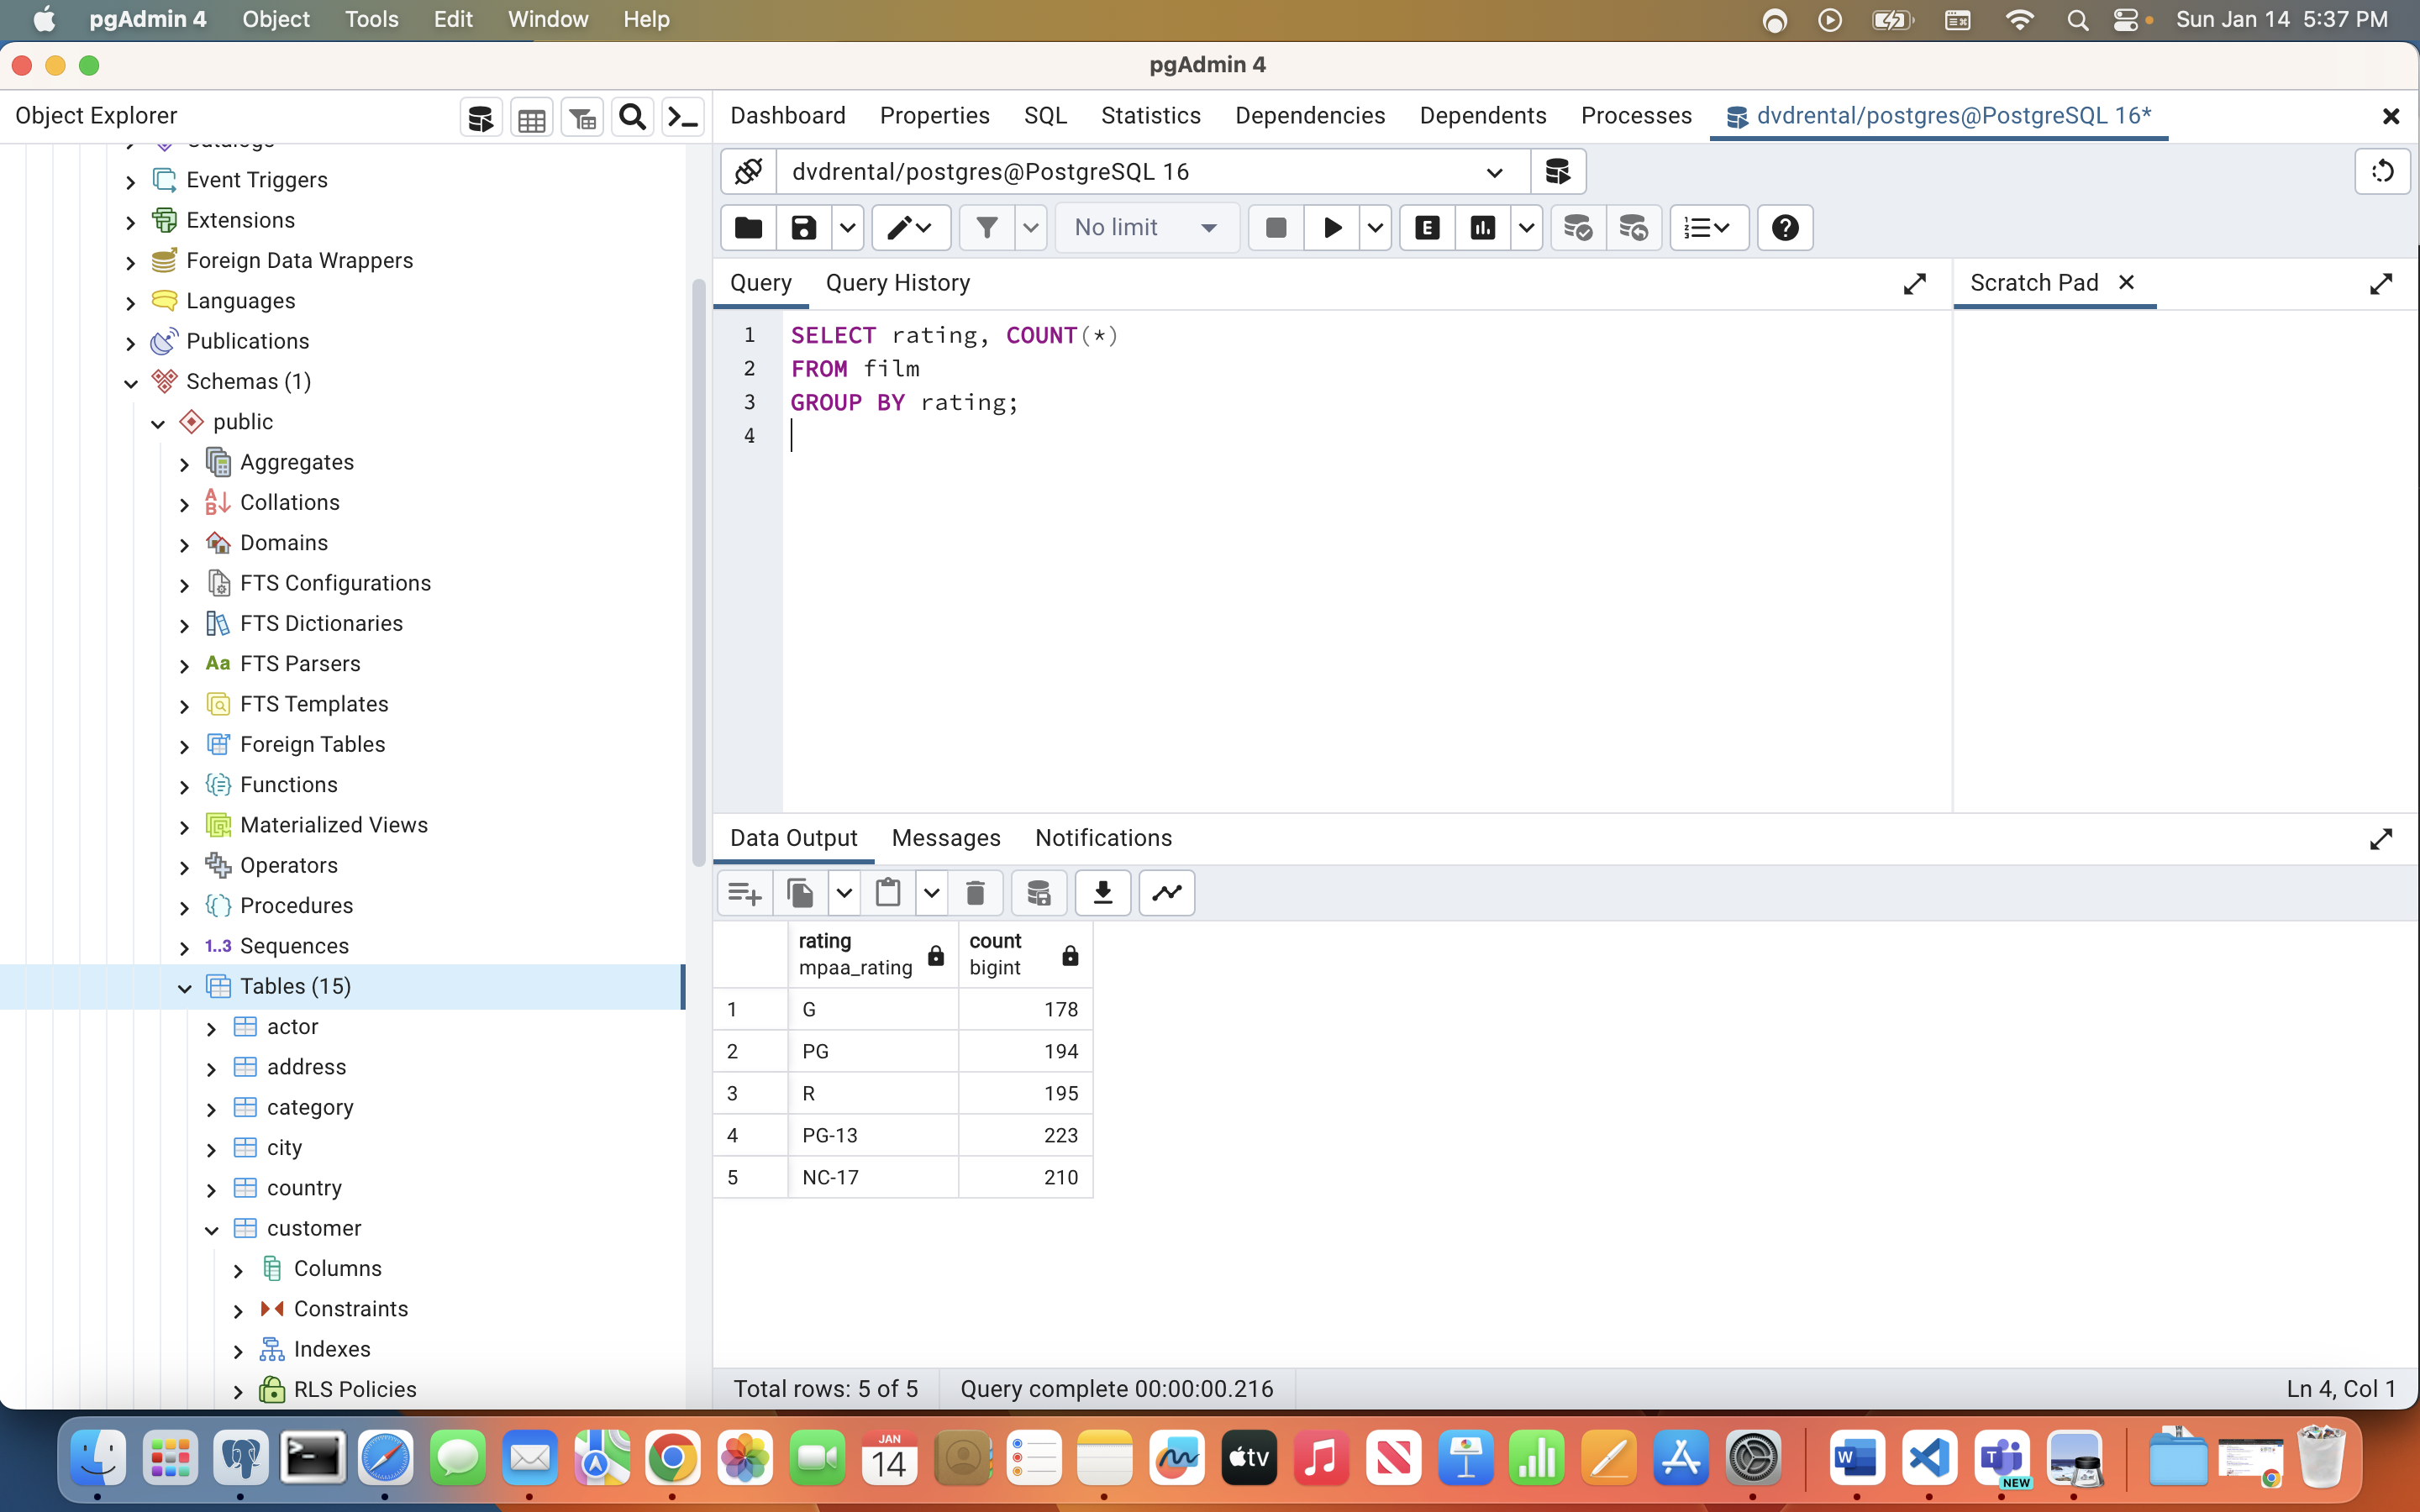 pgAdmin 4 Object Tools Edit Window Help Sun Jan 14 5:37 PM
pgAdmin 4
Object Explorer
Dashboard Properties SQL Statistics Dependencies Dependents Processes dvdrental/postgres@PostgreSQL 16*
Catalogs
Event Triggers
Extensions
Foreign Data Wrappers
Languages
Publications
Schemas (1)
public
Aggregates
Collations
Domains
FTS Configurations
FTS Dictionaries
Aa FTS Parsers
FTS Templates
Foreign Tables
Functions
Materialized Views
Operators
Procedures
1..3 Sequences
Tables (15)
actor
address
category
city
country
customer
Columns
Constraints
Indexes
RLS Policies
dvdrental/postgres@PostgreSQL 16
No limit
E
Query Query History
Scratch Pad
1 SELECT rating, COUNT(*)
2 FROM film
3 GROUP BY rating;
4
Data Output Messages Notifications
rating count
mpaa_rating bigint
1 G 178
2 PG 194
3 R 195
4 PG-13 223
5 NC-17 210
Total rows: 5 of 5 Query complete 00:00:00.216 Ln 4, Col 1
JAN
14
tv
W
T
NEW